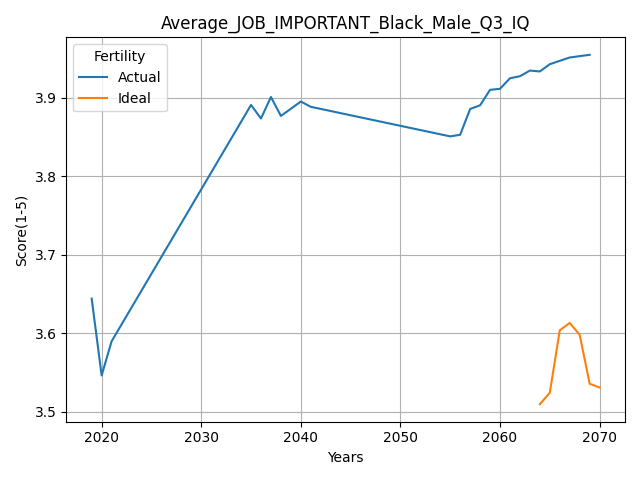 Average_JOB_IMPORTANT_Black_Male_Q3_IQ
Fertility
Actual
Ideal
Score(1-5)
3.9
3.8
3.7
3.6
3.5
2020 2030 2040 2050 2060 2070
Years